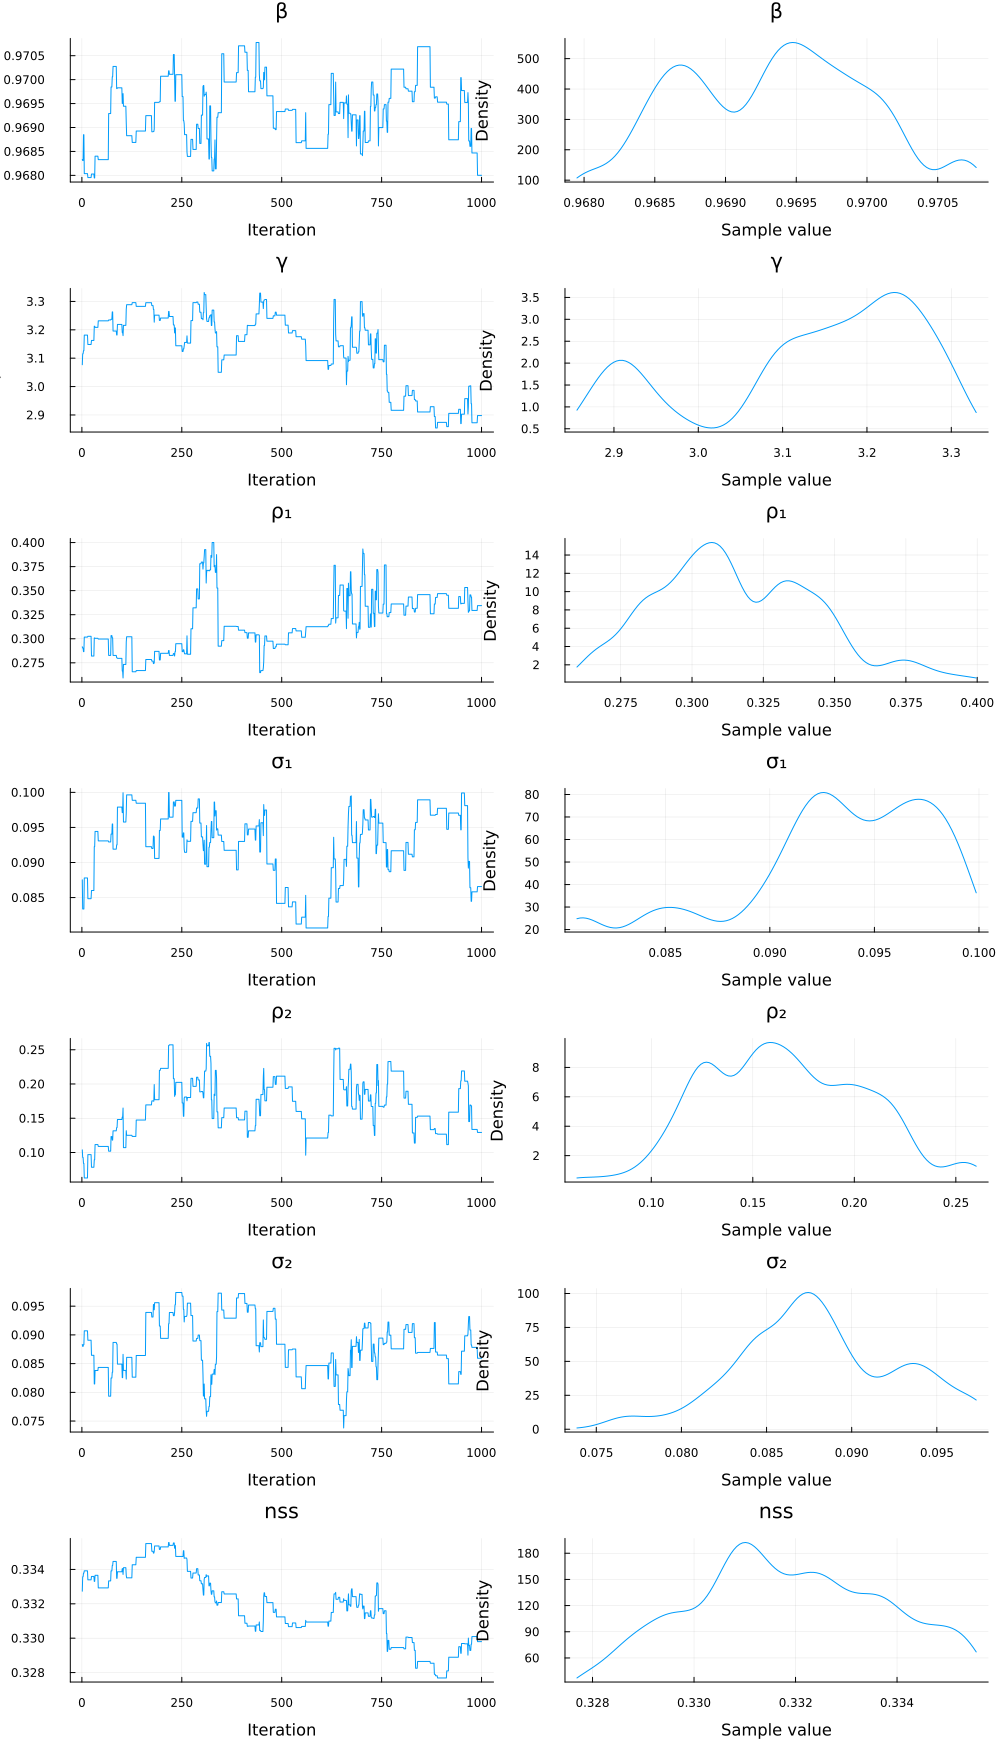 β β
0.9705
0.9700
0.9695
0.9690
0.9685
0.9680
0 250 500 750 1000
Iteration
Density
500
400
300
200
100
0.9680 0.9685 0.9690 0.9695 0.9700 0.9705
Sample value
γ γ
3.3
3.2
3.1
3.0
2.9
0 250 500 750 1000
Iteration
Density
3.5
3.0
2.5
2.0
1.5
1.0
0.5
2.9 3.0 3.1 3.2 3.3
Sample value
ρ₁ ρ₁
0.400
0.375
0.350
0.325
0.300
0.275
0 250 500 750 1000
Iteration
Density
14
12
10
8
6
4
2
0.275 0.300 0.325 0.350 0.375 0.400
Sample value
σ₁ σ₁
0.100
0.095
0.090
0.085
0 250 500 750 1000
Iteration
Density
80
70
60
50
40
30
20
0.085 0.090 0.095 0.100
Sample value
ρ₂ ρ₂
0.25
0.20
0.15
0.10
0 250 500 750 1000
Iteration
Density
8
6
4
2
0.10 0.15 0.20 0.25
Sample value
σ₂ σ₂
0.095
0.090
0.085
0.080
0.075
0 250 500 750 1000
Iteration
Density
100
75
50
25
0
0.075 0.080 0.085 0.090 0.095
Sample value
nss nss
0.334
0.332
0.330
0.328
0 250 500 750 1000
Iteration
Density
180
150
120
90
60
0.328 0.330 0.332 0.334
Sample value